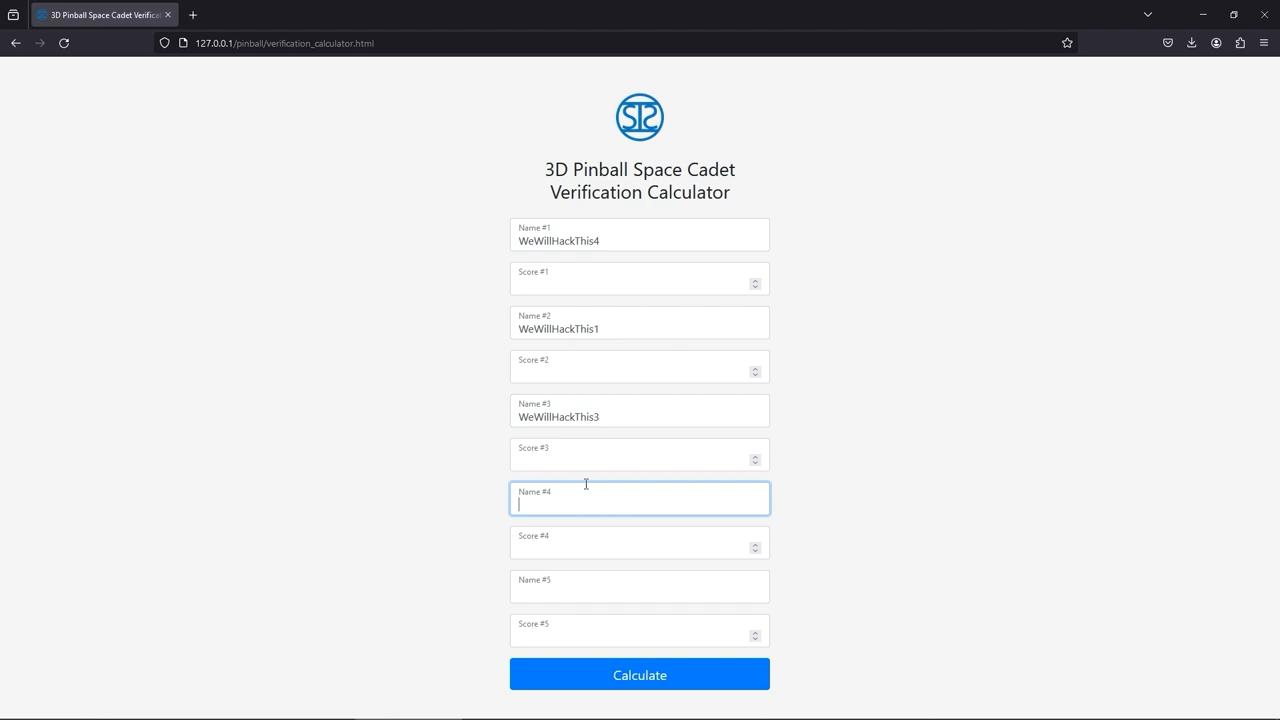 3D Pinball Space Cadet Verifica
127.0.0.1/pinball/verification_calculator.html
SIS
3D Pinball Space Cadet
Verification Calculator
Name #1
WeWillHackThis4
Score #1
Name #2
WeWillHackThis1
Score #2
Name #3
WeWillHackThis3
Score #3
Name #4
Score #4
Name #5
Score #5
Calculate